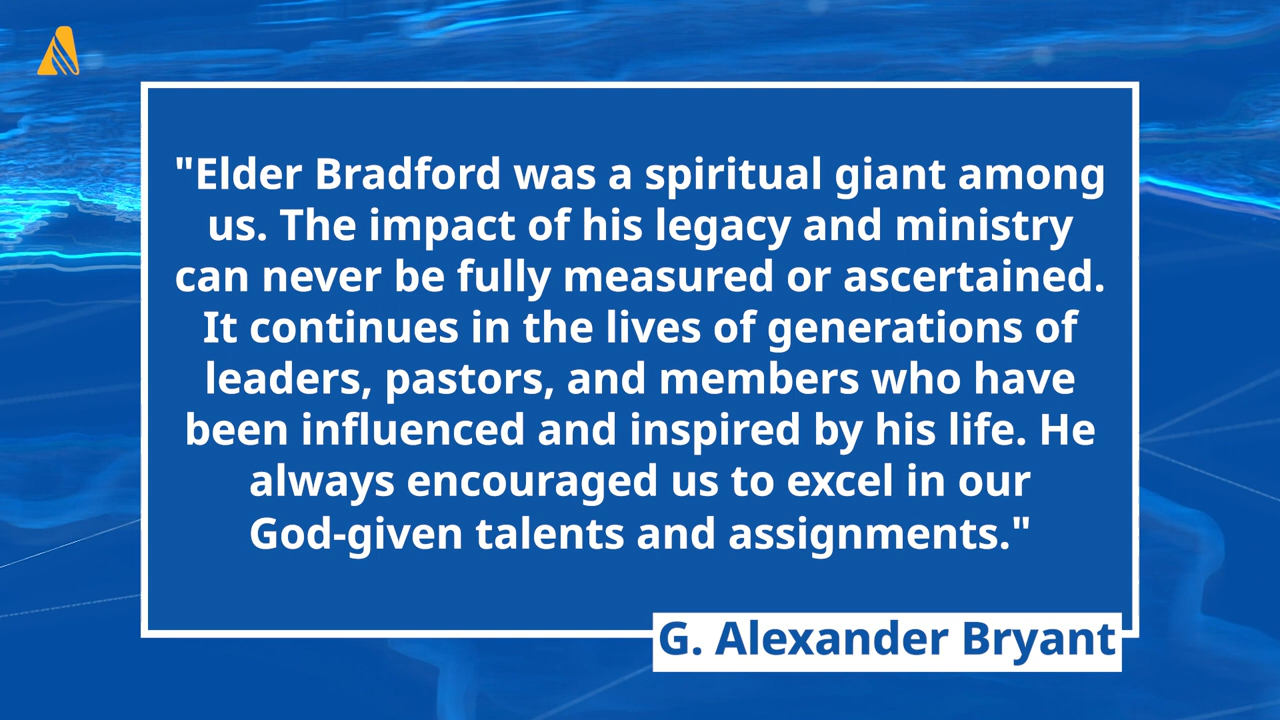 "Elder Bradford was a spiritual giant among
us. The impact of his legacy and ministry
can never be fully measured or ascertained.
It continues in the lives of generations of
leaders, pastors, and members who have
been influenced and inspired by his life. He
always encouraged us to excel in our
God-given talents and assignments."
G. Alexander Bryant